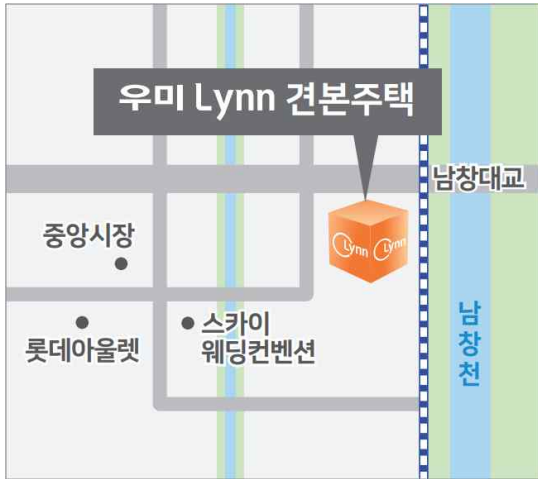 우미 Lynn 견본주택
남창대교
Lynn Lynn
중앙시장
롯데아울렛
스카이
웨딩컨벤션
남창천